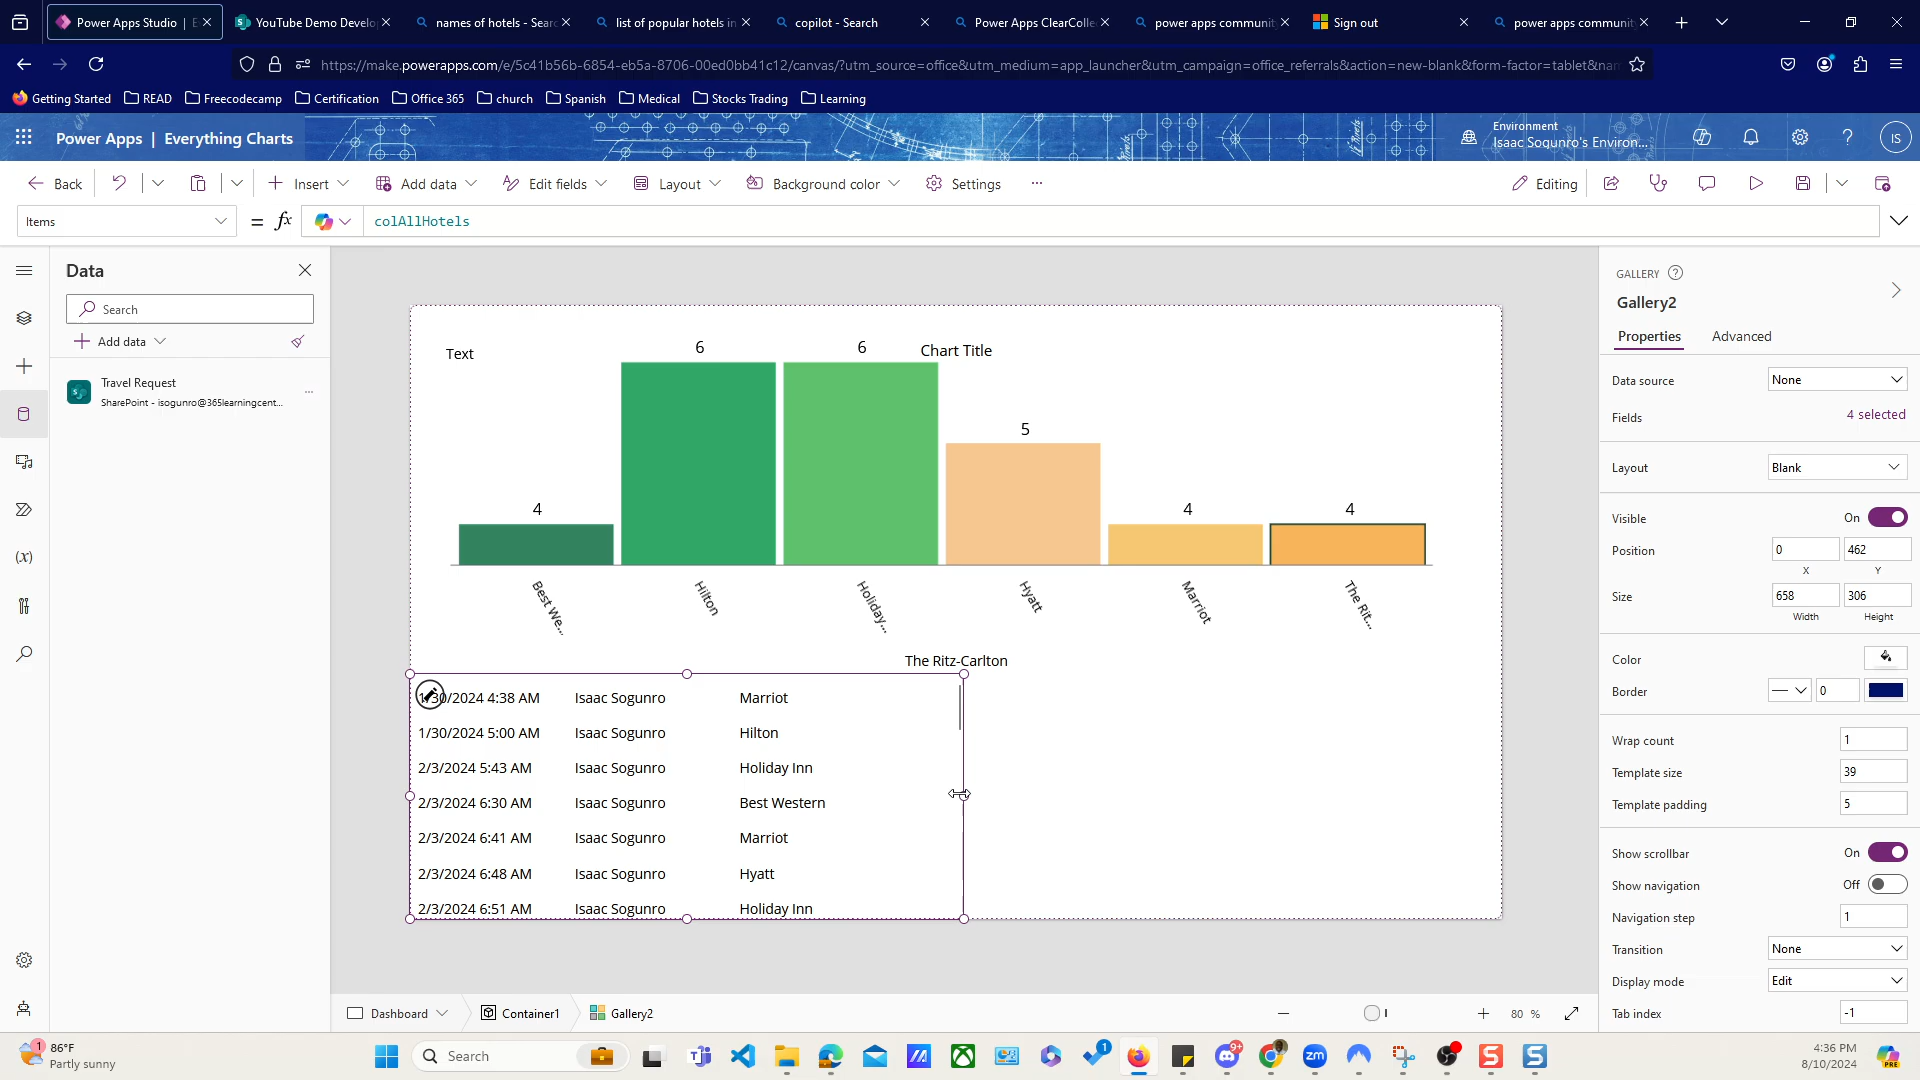 Power Apps Studio | E
YouTube Demo Develo
names of hotels - Sear
list of popular hotels in
copilot - Search
Power Apps ClearColle
power apps communit
Sign out
power apps communit
https://make.powerapps.com/e/5c41b56b-6854-eb5a-8706-00ed0bb41c12/canvas/?utm_source=office&utm_medium=app_launcher&utm_campaign=office_referrals&action=new-blank&form-factor=tablet&nam
Getting Started
READ
Freecodecamp
Certification
Office 365
church
Spanish
Medical
Stocks Trading
Learning
Power Apps | Everything Charts
Environment
Isaac Sogunro's Environ...
IS
Back
Insert
Add data
Edit fields
Layout
Background color
Settings
...
Editing
Items
= fx
colAllHotels
Data
Search
Add data
Travel Request
SharePoint - isogunro@365learningcent...
Text
Chart Title
4
6
6
5
4
4
Best We...
Hilton
Holiday...
Hyatt
Marriot
The Rit...
The Ritz-Carlton
1/30/2024 4:38 AM Isaac Sogunro Marriot
1/30/2024 5:00 AM Isaac Sogunro Hilton
2/3/2024 5:43 AM Isaac Sogunro Holiday Inn
2/3/2024 6:30 AM Isaac Sogunro Best Western
2/3/2024 6:41 AM Isaac Sogunro Marriot
2/3/2024 6:48 AM Isaac Sogunro Hyatt
2/3/2024 6:51 AM Isaac Sogunro Holiday Inn
GALLERY
Gallery2
Properties
Advanced
Data source None
Fields 4 selected
Layout Blank
Visible On
Position 0 462
X Y
Size 658 306
Width Height
Color
Border 0
Wrap count 1
Template size 39
Template padding 5
Show scrollbar On
Show navigation Off
Navigation step 1
Transition None
Display mode Edit
Tab index -1
Dashboard
Container1
Gallery2
80 %
1
86°F
Partly sunny
Search
1
9+
zm
4:36 PM
8/10/2024
PRE